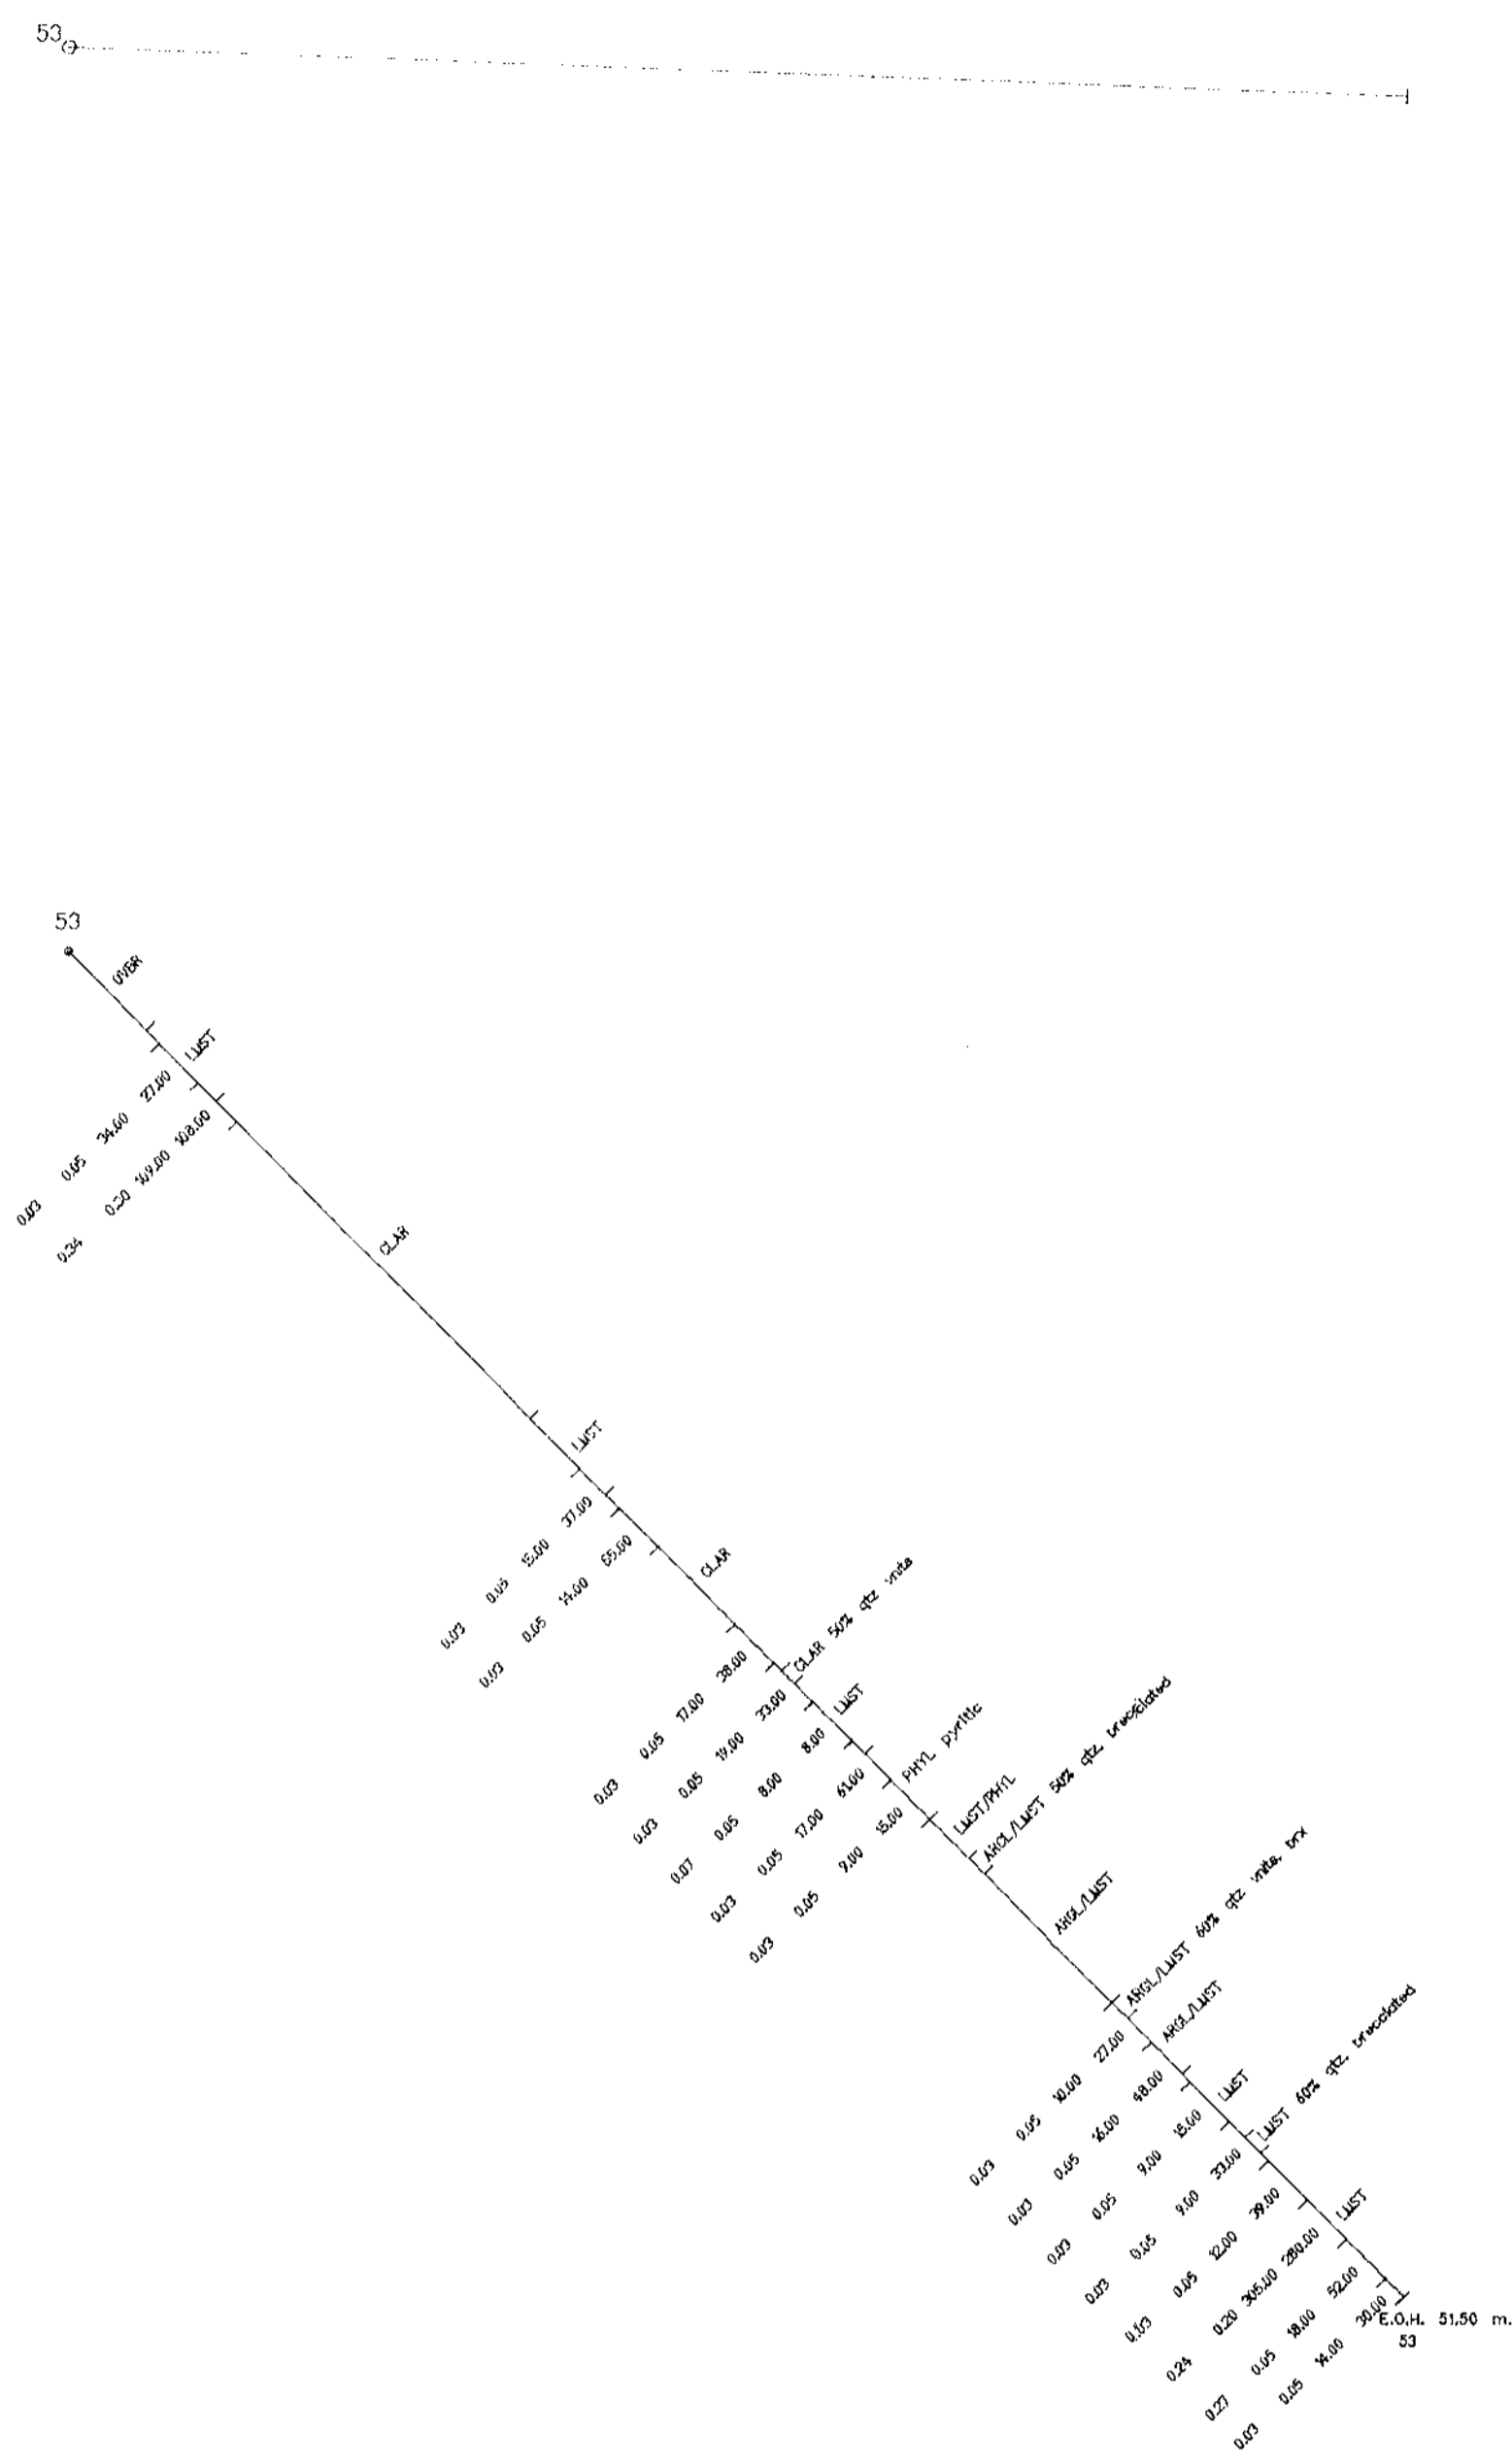 53
53
OVBR
LMST
0.03 0.05 34.00 27.00
0.34 0.20 169.00 108.00
CLAR
LMST
0.03 0.05 15.00 37.00
0.03 0.05 14.00 65.00
CLAR
0.03 0.05 17.00 38.00
CLAR 50% qtz vnlts
0.03 0.05 19.00 33.00
LMST
0.07 0.05 8.00 8.00
0.03 0.05 17.00 61.00
PHYL pyritic
0.03 0.05 9.00 15.00
LMST/PHYL
ARGL/LMST 50% qtz, brecciated
ARGL/LMST
ARGL/LMST 60% qtz vnlts, brx
0.03 0.05 10.00 27.00
ARGL/LMST
0.03 0.05 16.00 48.00
LMST
0.03 0.05 9.00 15.00
LMST 60% qtz, brecciated
0.03 0.05 9.00 33.00
0.03 0.05 12.00 39.00
LMST
0.24 0.20 305.00 280.00
0.27 0.05 18.00 52.00
0.03 0.05 14.00 30.00
E.O.H. 51.50 m.
53